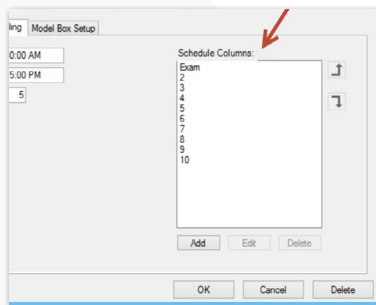 ling Model Box Setup
0:00 AM
5:00 PM
5
Schedule Columns:
Exam
2
3
4
5
6
7
8
9
10
Add Edit Delete
OK Cancel Delete